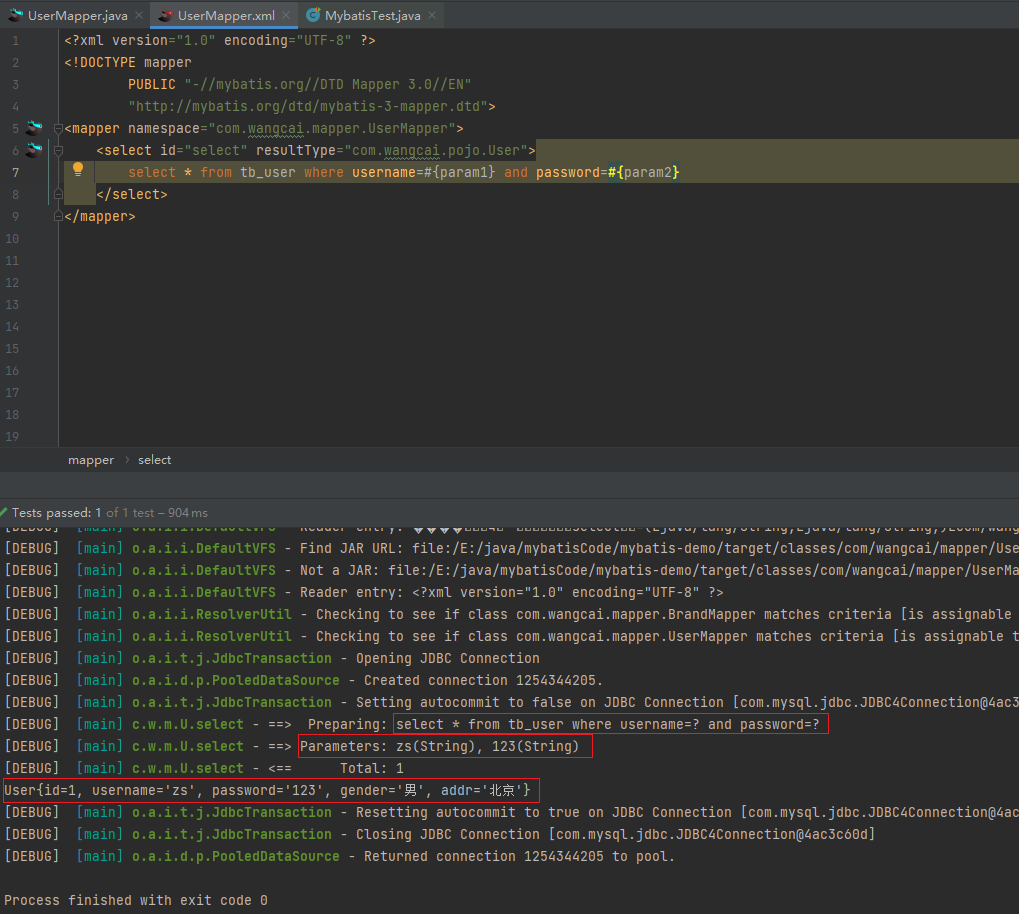 UserMapper.java
UserMapper.xml
MybatisTest.java
1 <?xml version="1.0" encoding="UTF-8" ?>
2 <!DOCTYPE mapper
3 PUBLIC "-//mybatis.org//DTD Mapper 3.0//EN"
4 "http://mybatis.org/dtd/mybatis-3-mapper.dtd">
5 <mapper namespace="com.wangcai.mapper.UserMapper">
6 <select id="select" resultType="com.wangcai.pojo.User">
7 select * from tb_user where username=#{param1} and password=#{param2}
8 </select>
9 </mapper>
10
11
12
13
14
15
16
17
18
19
mapper › select
Tests passed: 1 of 1 test – 904 ms
[DEBUG] [main] o.a.i.i.DefaultVFS - Reader entry:
[DEBUG] [main] o.a.i.i.DefaultVFS - Find JAR URL: file:/E:/java/mybatisCode/mybatis-demo/target/classes/com/wangcai/mapper/Use
[DEBUG] [main] o.a.i.i.DefaultVFS - Not a JAR: file:/E:/java/mybatisCode/mybatis-demo/target/classes/com/wangcai/mapper/UserMa
[DEBUG] [main] o.a.i.i.DefaultVFS - Reader entry: <?xml version="1.0" encoding="UTF-8" ?>
[DEBUG] [main] o.a.i.i.ResolverUtil - Checking to see if class com.wangcai.mapper.BrandMapper matches criteria [is assignable
[DEBUG] [main] o.a.i.i.ResolverUtil - Checking to see if class com.wangcai.mapper.UserMapper matches criteria [is assignable t
[DEBUG] [main] o.a.i.t.j.JdbcTransaction - Opening JDBC Connection
[DEBUG] [main] o.a.i.d.p.PooledDataSource - Created connection 1254344205.
[DEBUG] [main] o.a.i.t.j.JdbcTransaction - Setting autocommit to false on JDBC Connection [com.mysql.jdbc.JDBC4Connection@4ac3
[DEBUG] [main] c.w.m.U.select - ==>  Preparing: select * from tb_user where username=? and password=?
[DEBUG] [main] c.w.m.U.select - ==> Parameters: zs(String), 123(String)
[DEBUG] [main] c.w.m.U.select - <==      Total: 1
User{id=1, username='zs', password='123', gender='男', addr='北京'}
[DEBUG] [main] o.a.i.t.j.JdbcTransaction - Resetting autocommit to true on JDBC Connection [com.mysql.jdbc.JDBC4Connection@4ac
[DEBUG] [main] o.a.i.t.j.JdbcTransaction - Closing JDBC Connection [com.mysql.jdbc.JDBC4Connection@4ac3c60d]
[DEBUG] [main] o.a.i.d.p.PooledDataSource - Returned connection 1254344205 to pool.
Process finished with exit code 0